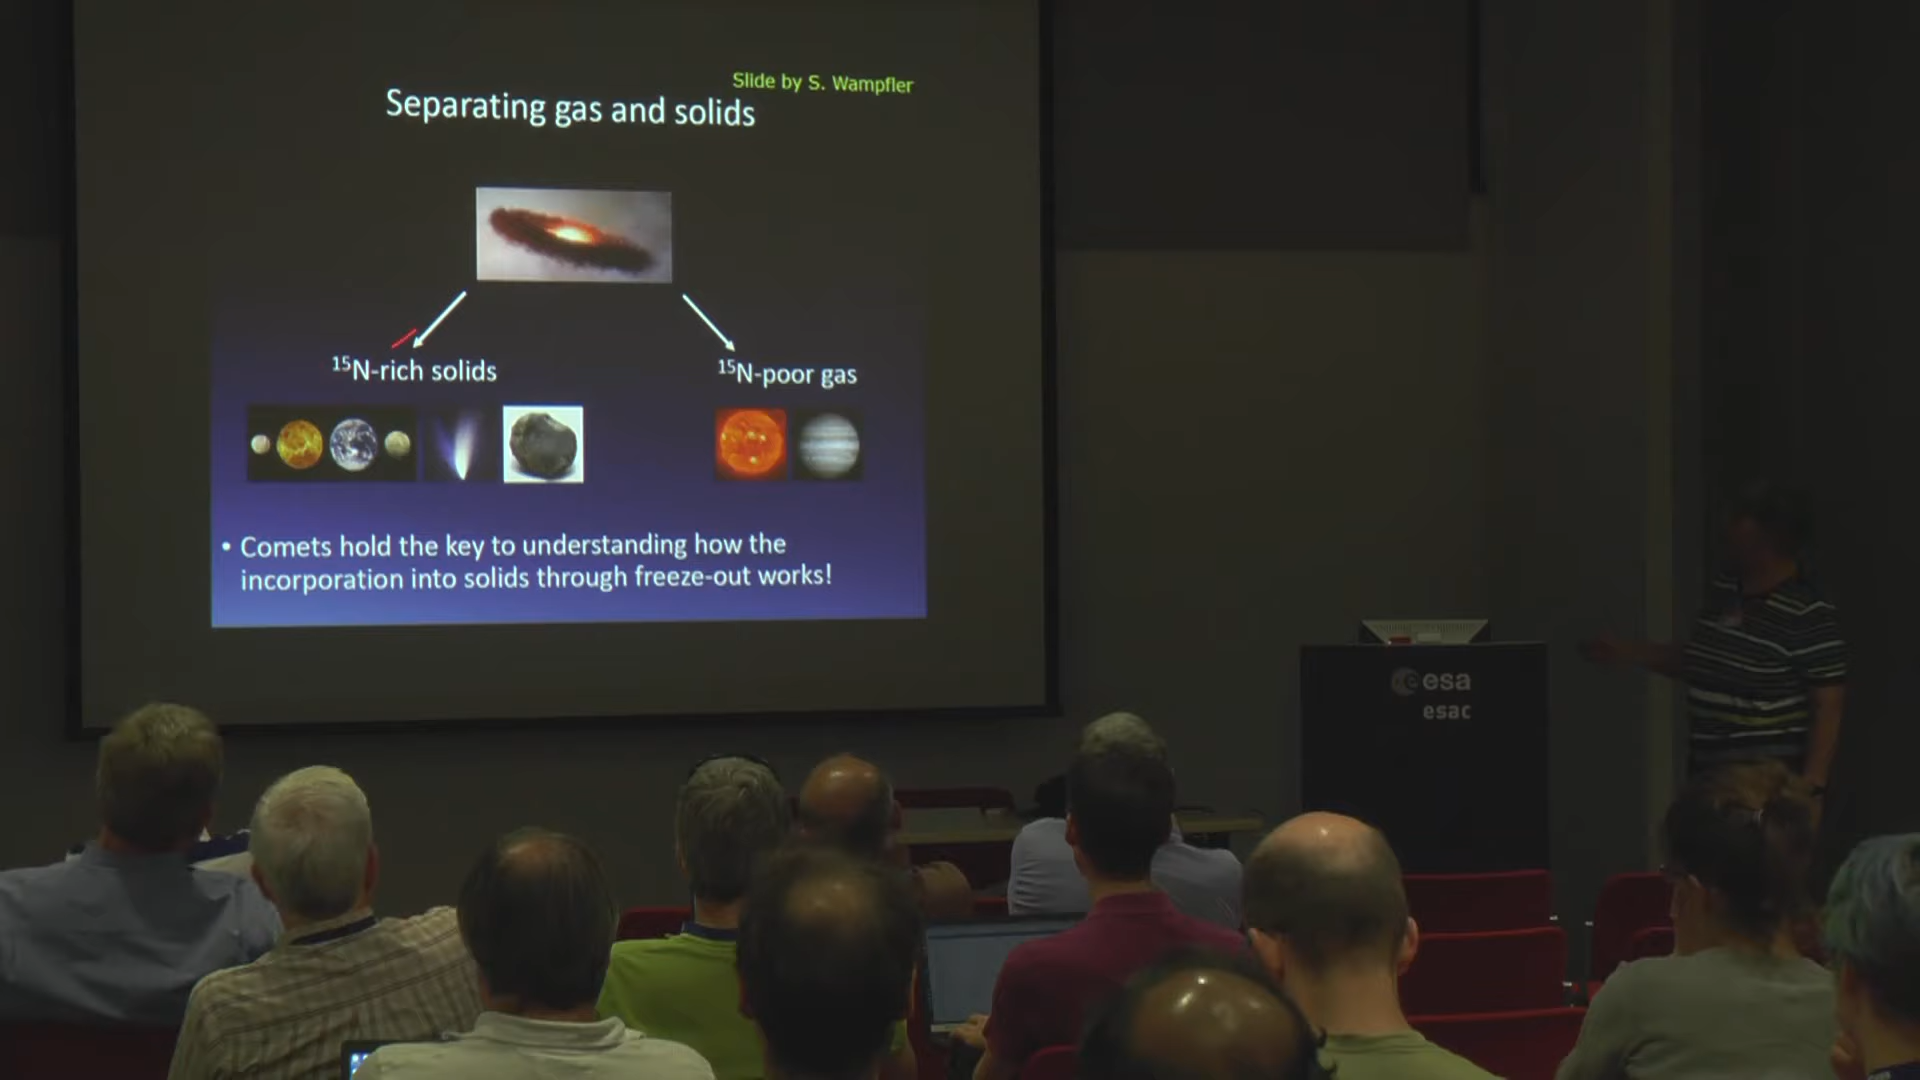 Slide by S. Wampfler
Separating gas and solids
¹⁵N-rich solids
¹⁵N-poor gas
• Comets hold the key to understanding how the
incorporation into solids through freeze-out works!
esa
esac